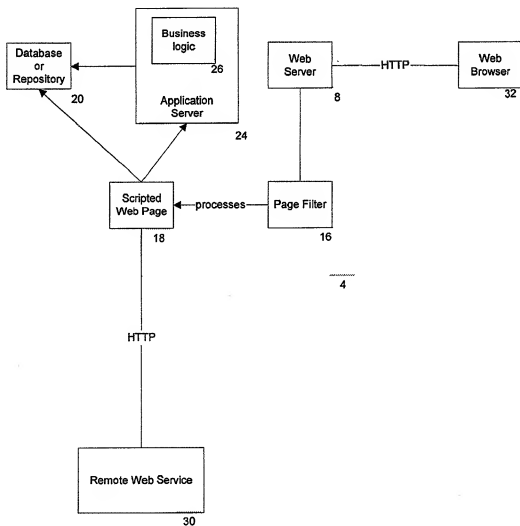 Database
or
Repository
20
Business
logic
26
Application
Server
24
Web
Server
8
HTTP
Web
Browser
32
Scripted
Web Page
18
processes
Page Filter
16
4
HTTP
Remote Web Service
30